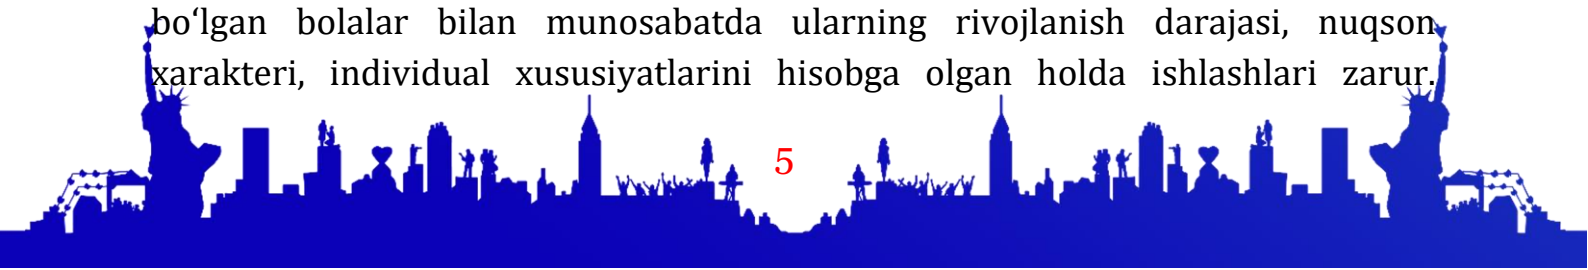 bo‘lgan bolalar bilan munosabatda ularning rivojlanish darajasi, nuqson
xarakteri, individual xususiyatlarini hisobga olgan holda ishlashlari zarur.
5